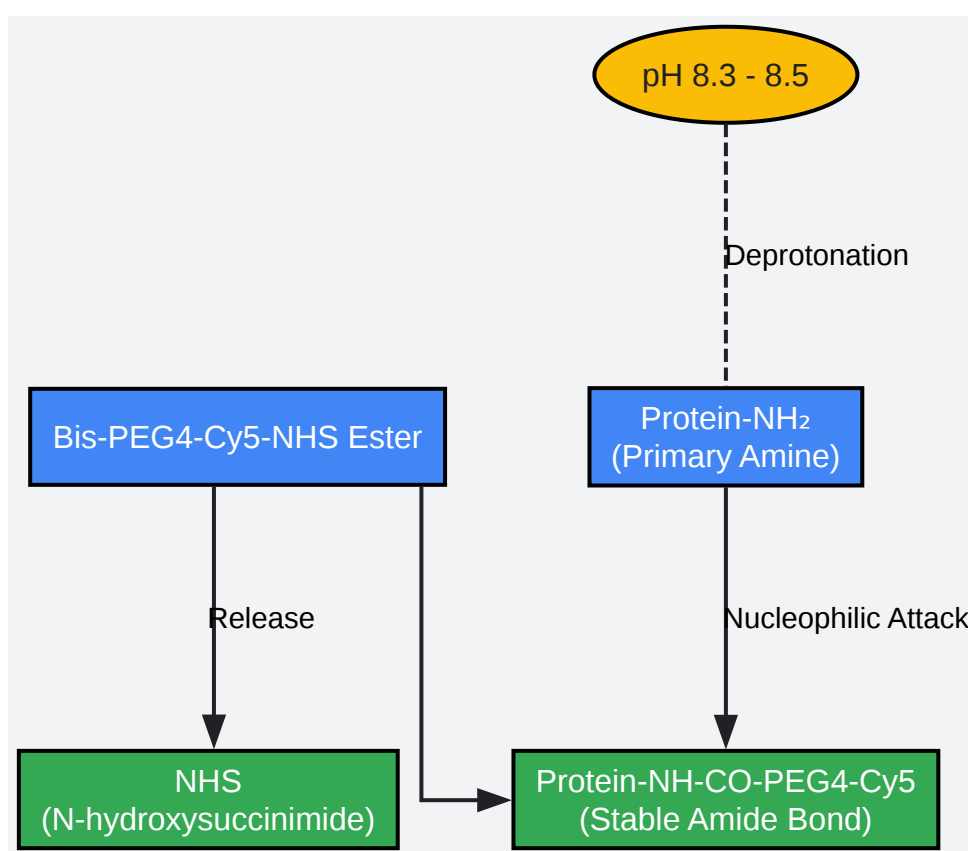 pH 8.3 - 8.5
Deprotonation
Bis-PEG4-Cy5-NHS Ester
Protein-NH₂
(Primary Amine)
Release
Nucleophilic Attack
NHS
(N-hydroxysuccinimide)
Protein-NH-CO-PEG4-Cy5
(Stable Amide Bond)